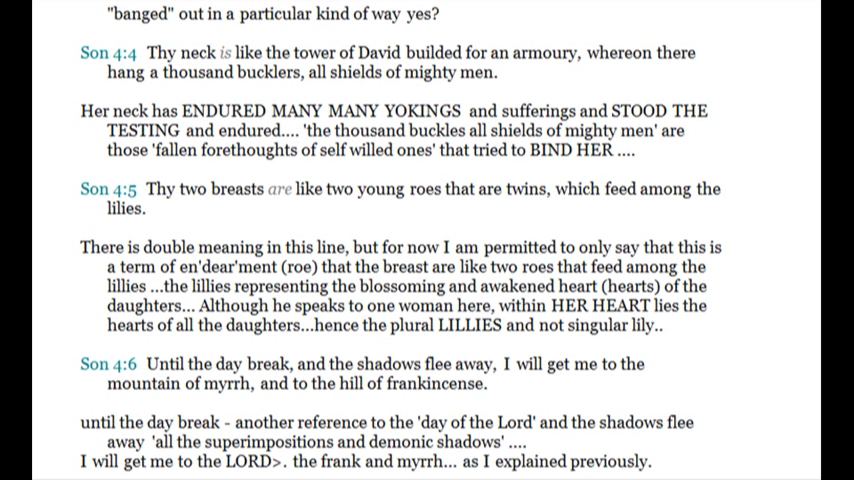 "banged" out in a particular kind of way yes?
Son 4:4 Thy neck is like the tower of David builded for an armoury, whereon there
hang a thousand bucklers, all shields of mighty men.
Her neck has ENDURED MANY MANY YOKINGS and sufferings and STOOD THE
TESTING and endured.... 'the thousand buckles all shields of mighty men' are
those 'fallen forethoughts of self willed ones' that tried to BIND HER ....
Son 4:5 Thy two breasts are like two young roes that are twins, which feed among the
lilies.
There is double meaning in this line, but for now I am permitted to only say that this is
a term of en'dear'ment (roe) that the breast are like two roes that feed among the
lillies ...the lillies representing the blossoming and awakened heart (hearts) of the
daughters... Although he speaks to one woman here, within HER HEART lies the
hearts of all the daughters...hence the plural LILLIES and not singular lily..
Son 4:6 Until the day break, and the shadows flee away, I will get me to the
mountain of myrrh, and to the hill of frankincense.
until the day break - another reference to the 'day of the Lord' and the shadows flee
away 'all the superimpositions and demonic shadows' ....
I will get me to the LORD>. the frank and myrrh... as I explained previously.